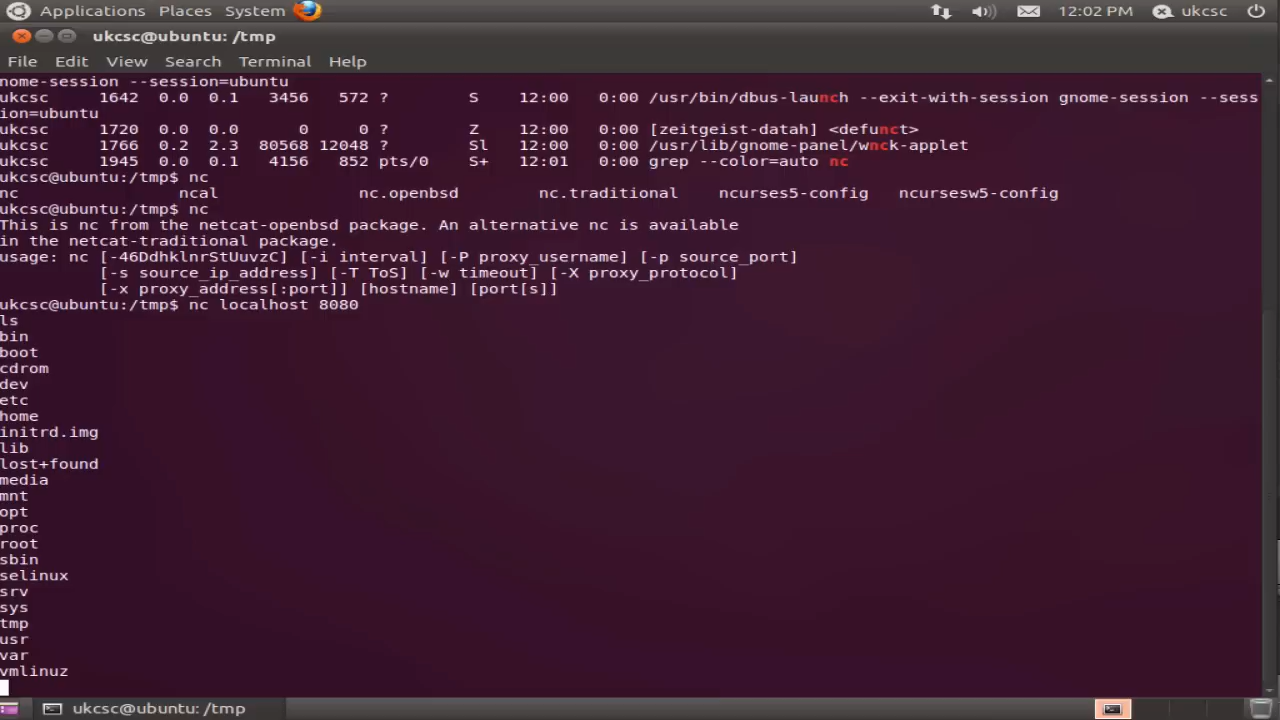 Applications Places System 12:02 PM ukcsc
ukcsc@ubuntu: /tmp
File Edit View Search Terminal Help
nome-session --session=ubuntu
ukcsc 1642 0.0 0.1 3456 572 ? S 12:00 0:00 /usr/bin/dbus-launch --exit-with-session gnome-session --sess
ion=ubuntu
ukcsc 1720 0.0 0.0 0 0 ? Z 12:00 0:00 [zeitgeist-datah] <defunct>
ukcsc 1766 0.2 2.3 80568 12048 ? Sl 12:00 0:00 /usr/lib/gnome-panel/wnck-applet
ukcsc 1945 0.0 0.1 4156 852 pts/0 S+ 12:01 0:00 grep --color=auto nc
ukcsc@ubuntu:/tmp$ nc
nc ncal nc.openbsd nc.traditional ncurses5-config ncursesw5-config
ukcsc@ubuntu:/tmp$ nc
This is nc from the netcat-openbsd package. An alternative nc is available
in the netcat-traditional package.
usage: nc [-46DdhklnrStUuvzC] [-i interval] [-P proxy_username] [-p source_port]
[-s source_ip_address] [-T ToS] [-w timeout] [-X proxy_protocol]
[-x proxy_address[:port]] [hostname] [port[s]]
ukcsc@ubuntu:/tmp$ nc localhost 8080
ls
bin
boot
cdrom
dev
etc
home
initrd.img
lib
lost+found
media
mnt
opt
proc
root
sbin
selinux
srv
sys
tmp
usr
var
vmlinuz
ukcsc@ubuntu: /tmp